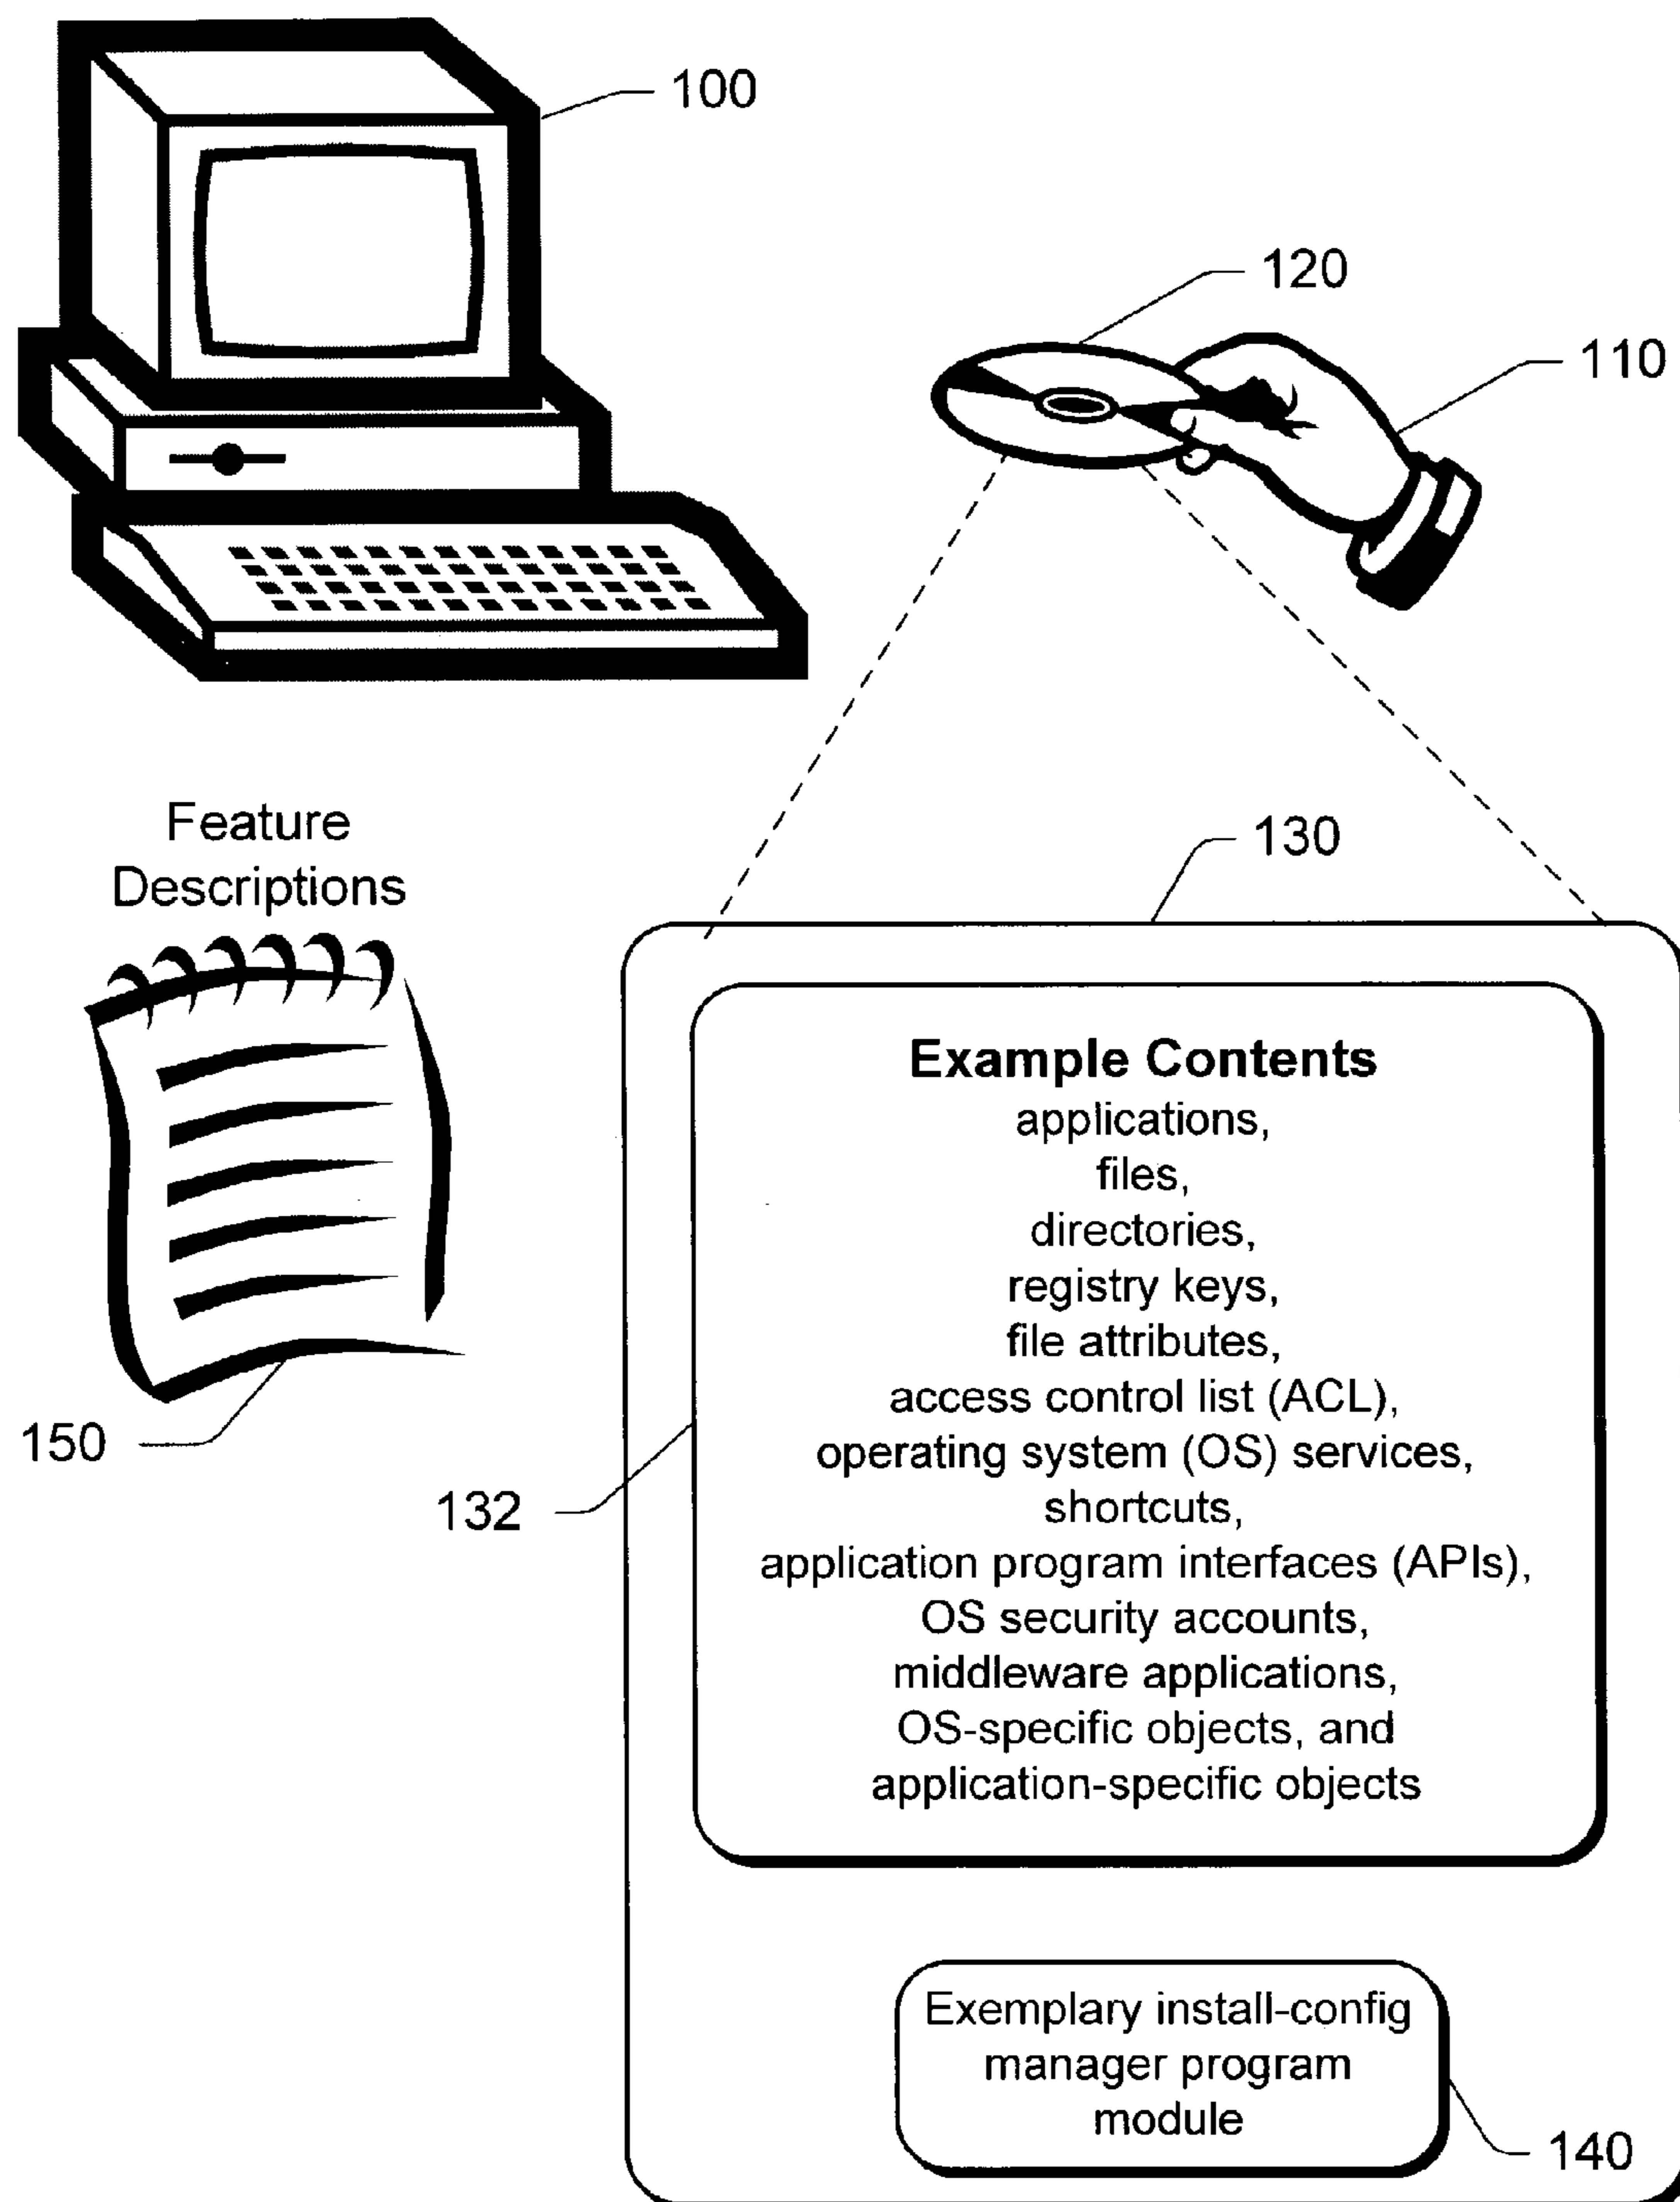 100
120
110
Feature
Descriptions
130
Example Contents
applications,
files,
directories,
registry keys,
file attributes,
access control list (ACL),
operating system (OS) services,
shortcuts,
application program interfaces (APIs),
OS security accounts,
middleware applications,
OS-specific objects, and
application-specific objects
150
132
Exemplary install-config
manager program
module
140